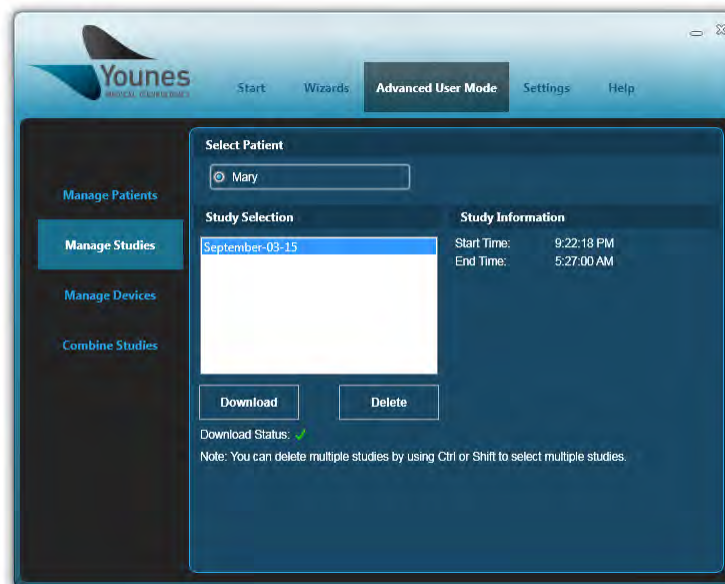 Younes
MEDICAL TECHNOLOGIES
Start Wizards Advanced User Mode Settings Help
Select Patient
Mary
Manage Patients
Manage Studies
Manage Devices
Combine Studies
Study Selection
September-03-15
Study Information
Start Time: 9:22:18 PM
End Time: 5:27:00 AM
Download Delete
Download Status:
Note: You can delete multiple studies by using Ctrl or Shift to select multiple studies.